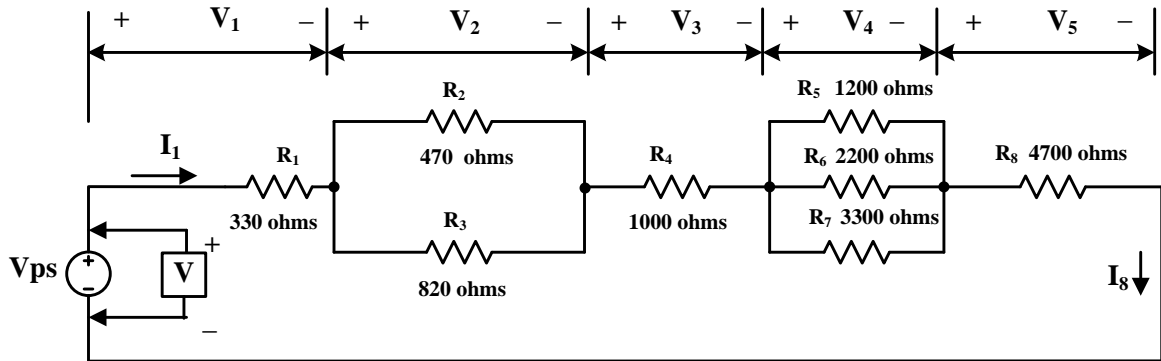 + V1 − + V2 − + V3 − + V4 − + V5 −
R2
470 ohms
R5 1200 ohms
I1
R1
330 ohms
R4
1000 ohms
R6 2200 ohms
R8 4700 ohms
R3
820 ohms
R7 3300 ohms
Vps
+
−
V
+
−
I8